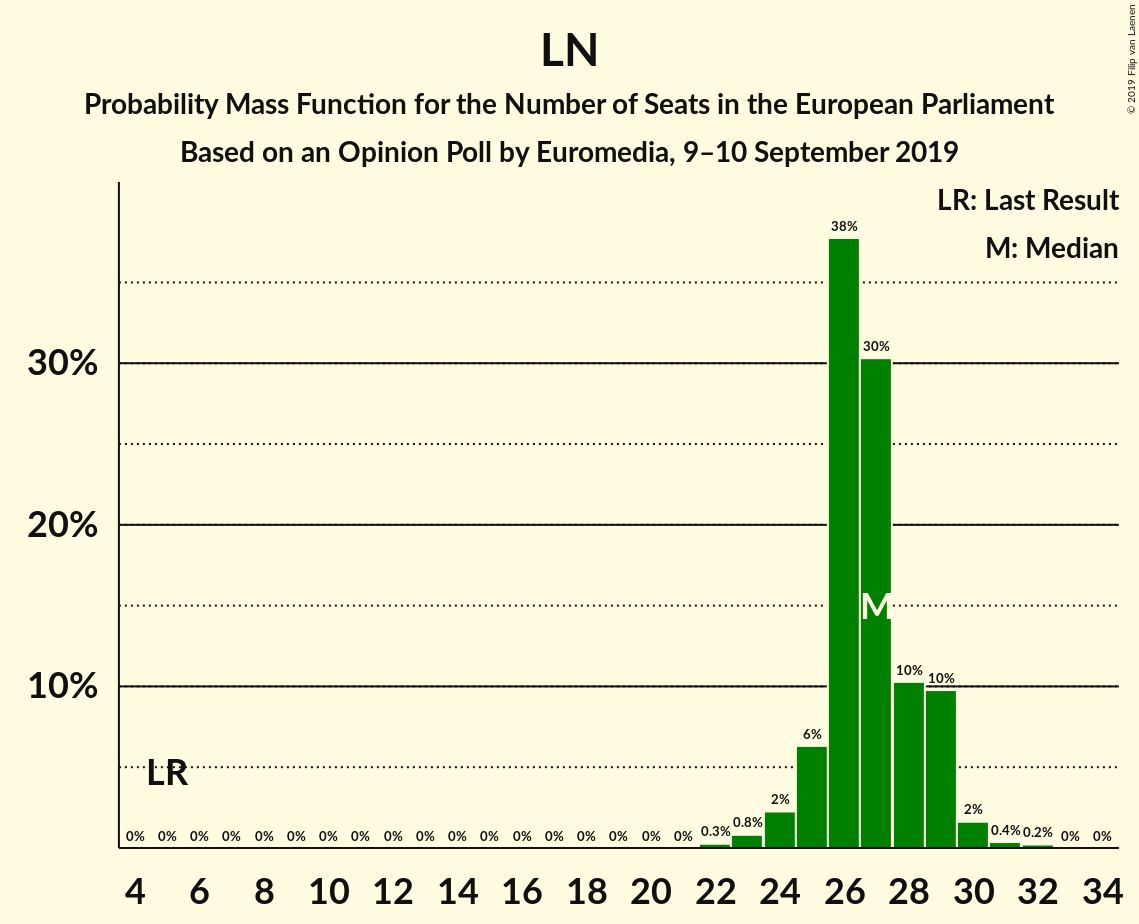 LN
Probability Mass Function for the Number of Seats in the European Parliament
Based on an Opinion Poll by Euromedia, 9–10 September 2019
© 2019 Filip van Laenen
LR: Last Result
M: Median
38%
30%
30%
20%
M
10%
10%
10%
6%
LR
2%
2%
0% 0% 0% 0% 0% 0% 0% 0% 0% 0% 0% 0% 0% 0% 0% 0% 0% 0% 0.3% 0.8% 0.4% 0.2% 0% 0%
4 6 8 10 12 14 16 18 20 22 24 26 28 30 32 34